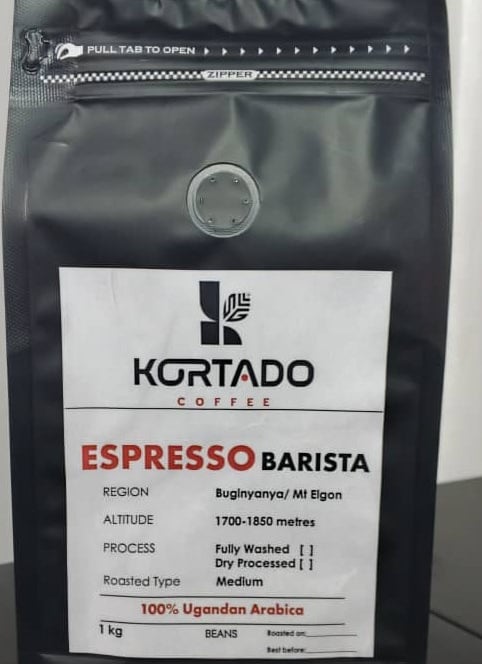 PULL TAB TO OPEN
ZIPPER
KORTADO
COFFEE
ESPRESSO BARISTA
REGION Buginyanya/ Mt Elgon
ALTITUDE 1700-1850 metres
PROCESS Fully Washed [ ]
Dry Processed [ ]
Roasted Type Medium
100% Ugandan Arabica
1 kg BEANS Roasted on:
Best before: